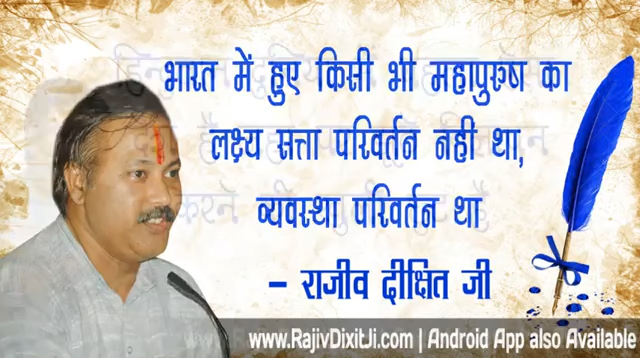 भारत में हुए किसी भी महापुरुष का
लक्ष्य सत्ता परिवर्तन नही था,
व्यवस्था परिवर्तन था
– राजीव दीक्षित जी
www.RajivDixitJi.com | Android App also Available